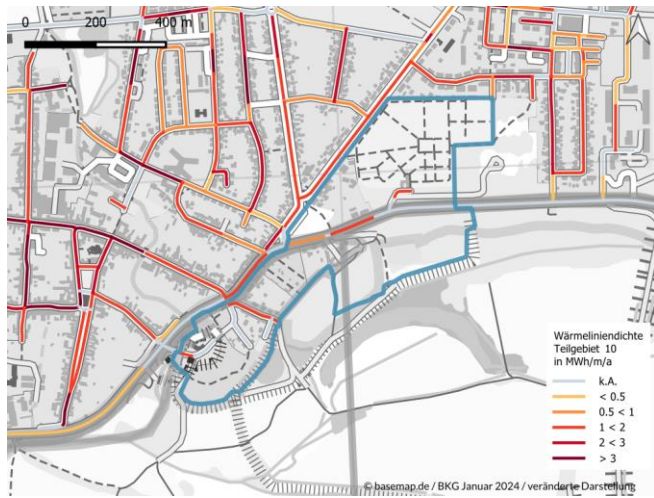 0 200 400 m
Wärmeliniendichte
Teilgebiet 10
in MWh/m/a
k.A.
< 0.5
0.5 < 1
1 < 2
2 < 3
> 3
© basemap.de / BKG Januar 2024 / veränderte Darstellung